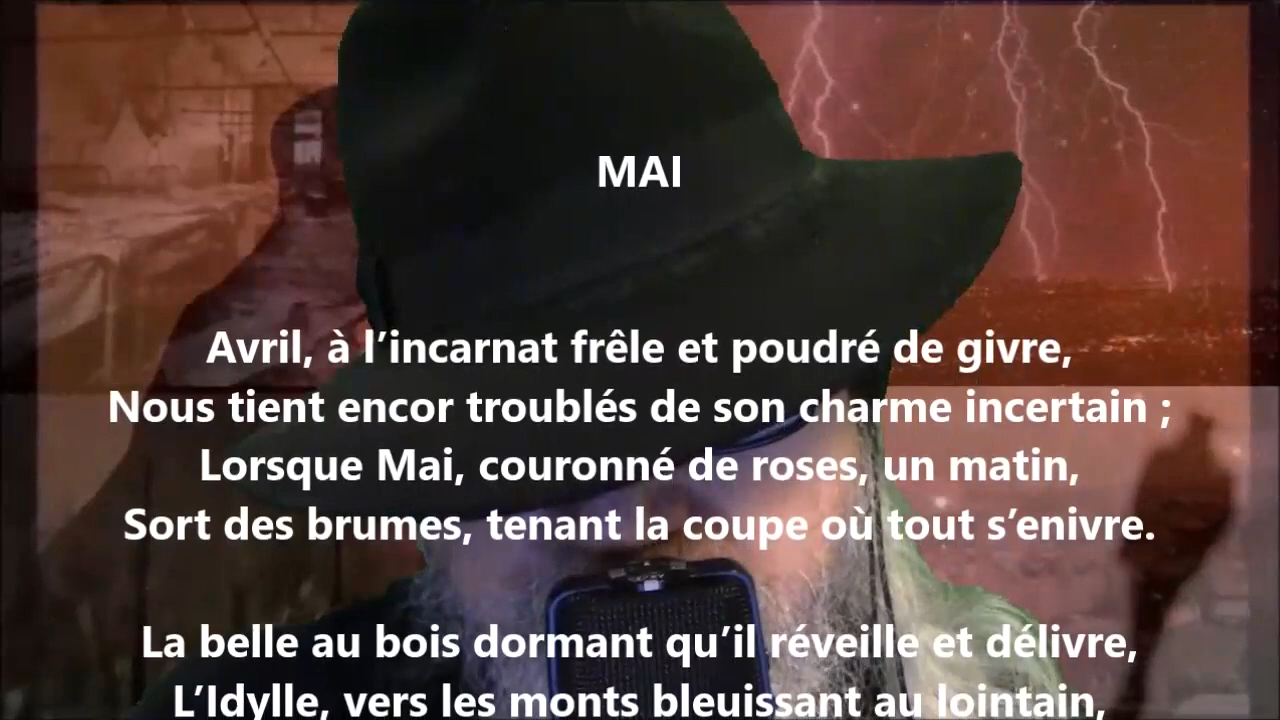 MAI
Avril, à l’incarnat frêle et poudré de givre,
Nous tient encor troublés de son charme incertain ;
Lorsque Mai, couronné de roses, un matin,
Sort des brumes, tenant la coupe où tout s’enivre.
La belle au bois dormant qu’il réveille et délivre,
L’Idylle, vers les monts bleuissant au lointain,